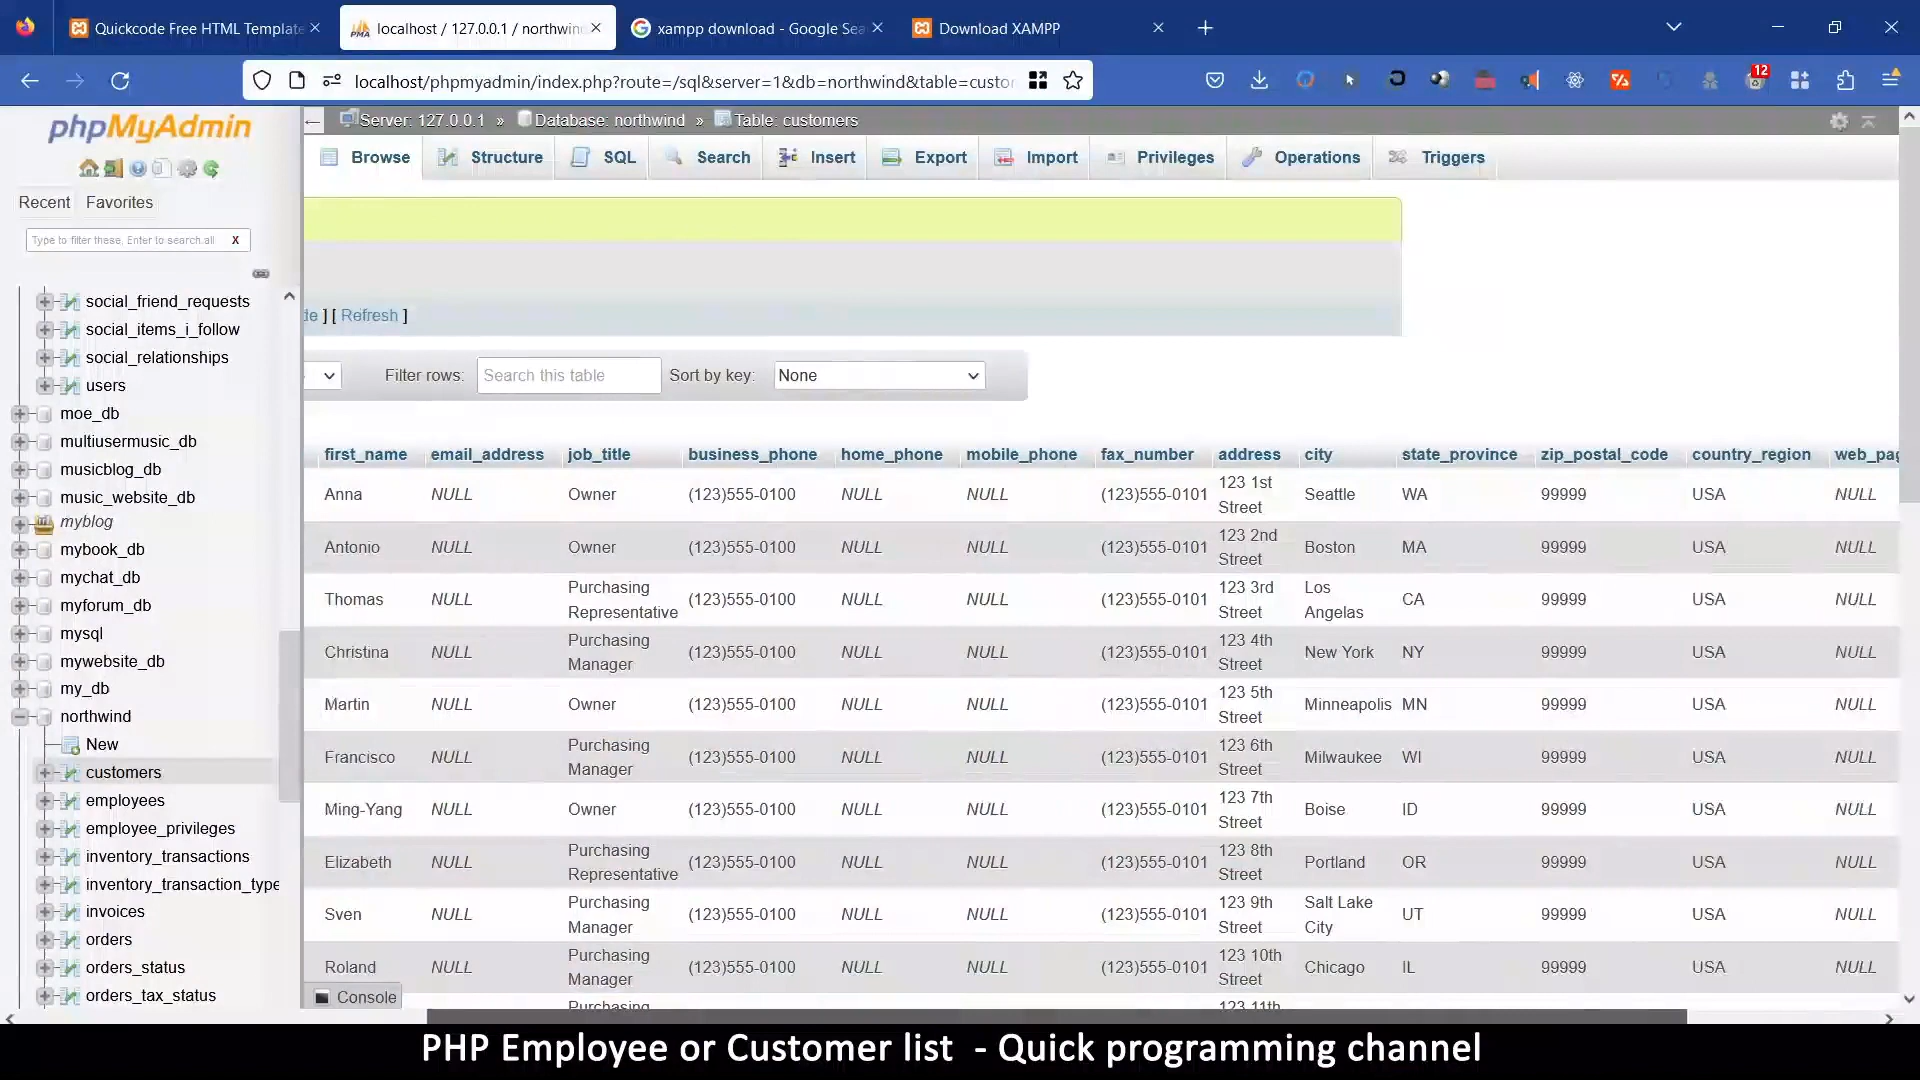 Quickcode Free HTML Template
localhost / 127.0.0.1 / northwin
xampp download - Google Sea
Download XAMPP
localhost/phpmyadmin/index.php?route=/sql&server=1&db=northwind&table=custo
12
phpMyAdmin
Recent Favorites
Type to filter these, Enter to search all X
social_friend_requests
social_items_i_follow
social_relationships
users
moe_db
multiusermusic_db
musicblog_db
music_website_db
myblog
mybook_db
mychat_db
myforum_db
mysql
mywebsite_db
my_db
northwind
New
customers
employees
employee_privileges
inventory_transactions
inventory_transaction_type
invoices
orders
orders_status
orders_tax_status
Server: 127.0.0.1 » Database: northwind » Table: customers
Browse Structure SQL Search Insert Export Import Privileges Operations Triggers
de ] [ Refresh ]
Filter rows: Search this table Sort by key: None
first_name email_address job_title business_phone home_phone mobile_phone fax_number address city state_province zip_postal_code country_region web_pag
Anna NULL Owner (123)555-0100 NULL NULL (123)555-0101 123 1st Street Seattle WA 99999 USA NULL
Antonio NULL Owner (123)555-0100 NULL NULL (123)555-0101 123 2nd Street Boston MA 99999 USA NULL
Thomas NULL Purchasing Representative (123)555-0100 NULL NULL (123)555-0101 123 3rd Street Los Angelas CA 99999 USA NULL
Christina NULL Purchasing Manager (123)555-0100 NULL NULL (123)555-0101 123 4th Street New York NY 99999 USA NULL
Martin NULL Owner (123)555-0100 NULL NULL (123)555-0101 123 5th Street Minneapolis MN 99999 USA NULL
Francisco NULL Purchasing Manager (123)555-0100 NULL NULL (123)555-0101 123 6th Street Milwaukee WI 99999 USA NULL
Ming-Yang NULL Owner (123)555-0100 NULL NULL (123)555-0101 123 7th Street Boise ID 99999 USA NULL
Elizabeth NULL Purchasing Representative (123)555-0100 NULL NULL (123)555-0101 123 8th Street Portland OR 99999 USA NULL
Sven NULL Purchasing Manager (123)555-0100 NULL NULL (123)555-0101 123 9th Street Salt Lake City UT 99999 USA NULL
Roland NULL Purchasing Manager (123)555-0100 NULL NULL (123)555-0101 123 10th Street Chicago IL 99999 USA NULL
Purchasing 123 11th
Console
PHP Employee or Customer list - Quick programming channel